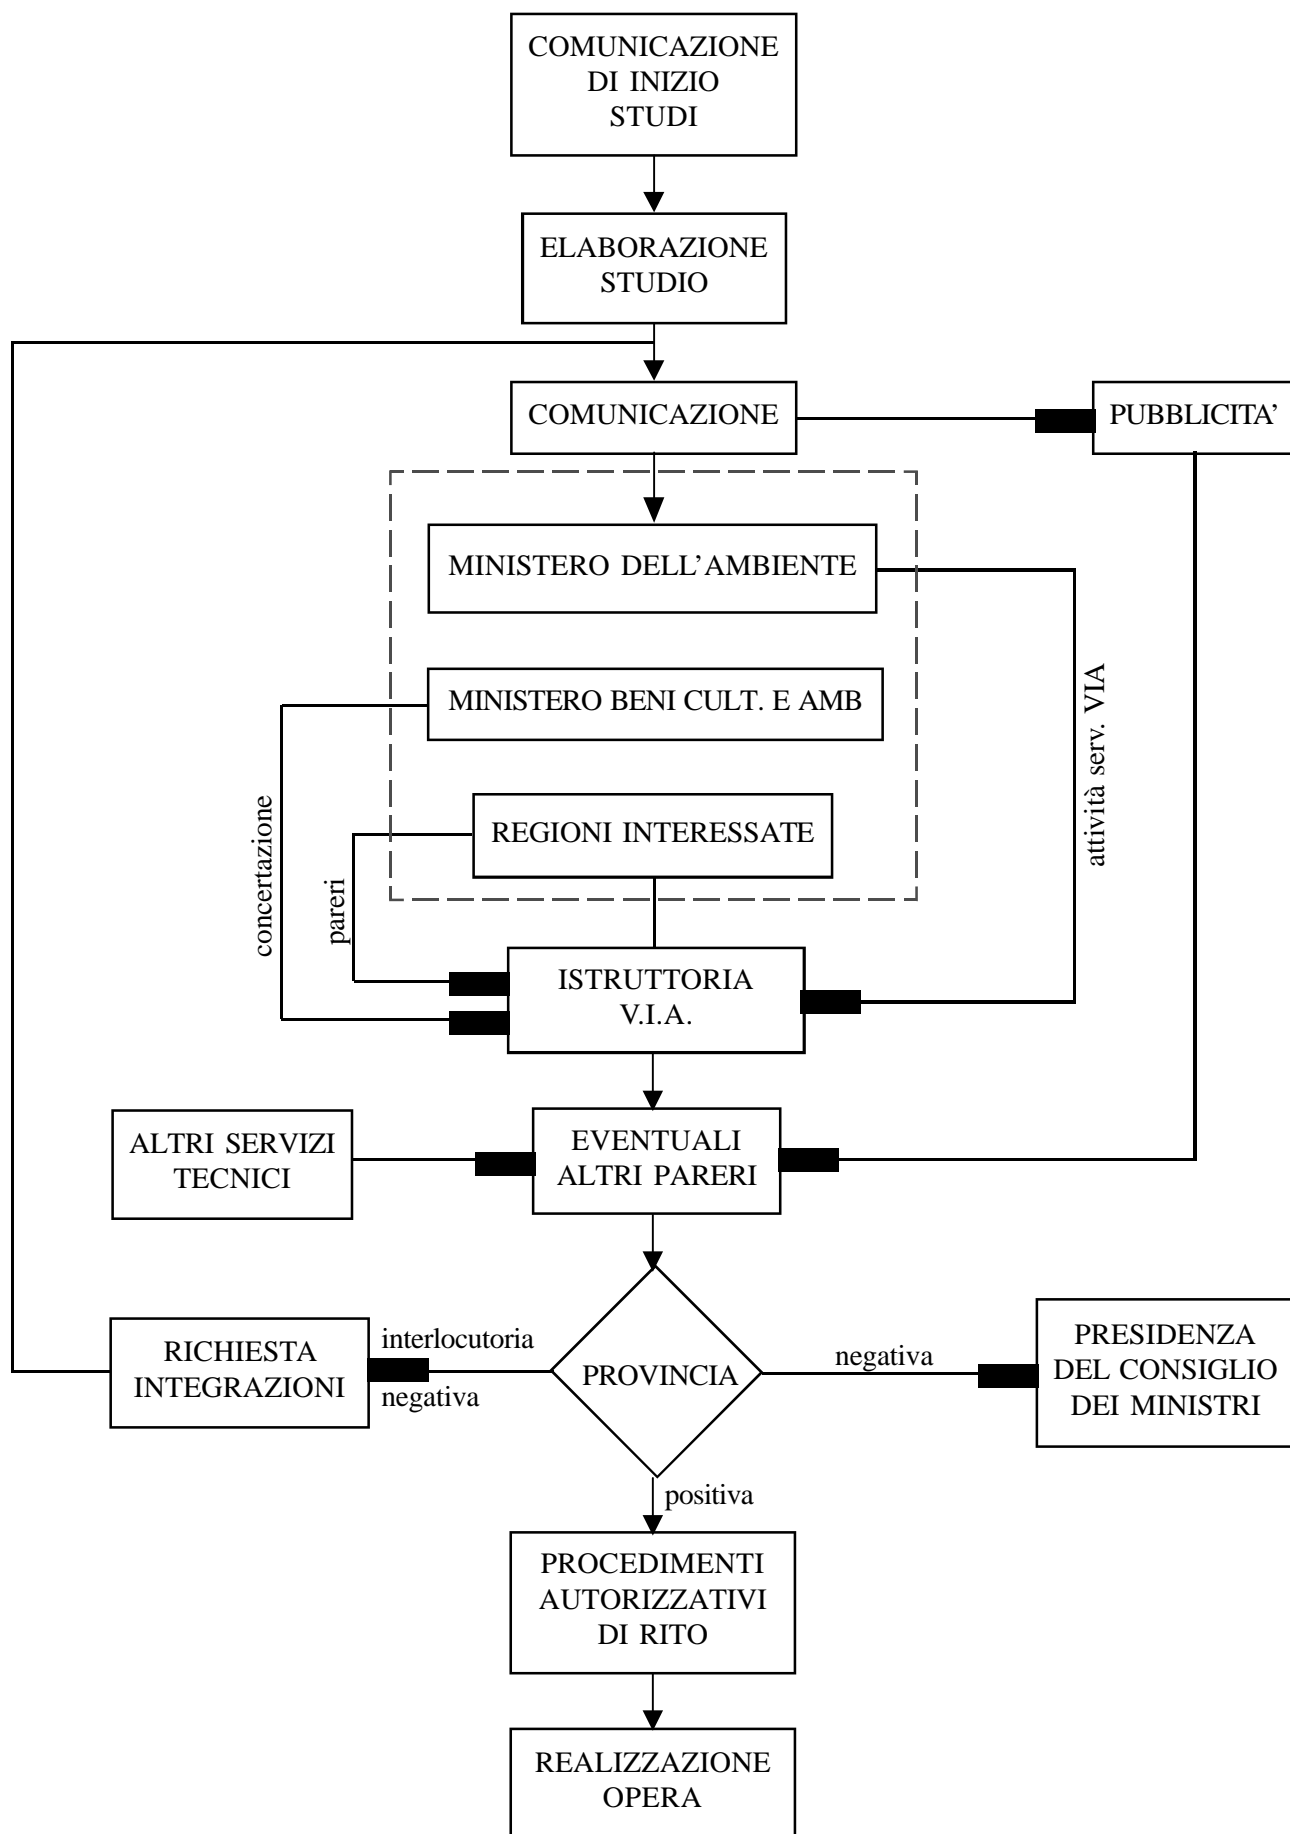 COMUNICAZIONE
DI INIZIO
STUDI
ELABORAZIONE
STUDIO
COMUNICAZIONE
PUBBLICITA’
MINISTERO DELL’AMBIENTE
MINISTERO BENI CULT. E AMB
REGIONI INTERESSATE
concertazione
pareri
attività serv. VIA
ISTRUTTORIA
V.I.A.
ALTRI SERVIZI
TECNICI
EVENTUALI
ALTRI PARERI
RICHIESTA
INTEGRAZIONI
interlocutoria
negativa
PROVINCIA
negativa
PRESIDENZA
DEL CONSIGLIO
DEI MINISTRI
positiva
PROCEDIMENTI
AUTORIZZATIVI
DI RITO
REALIZZAZIONE
OPERA